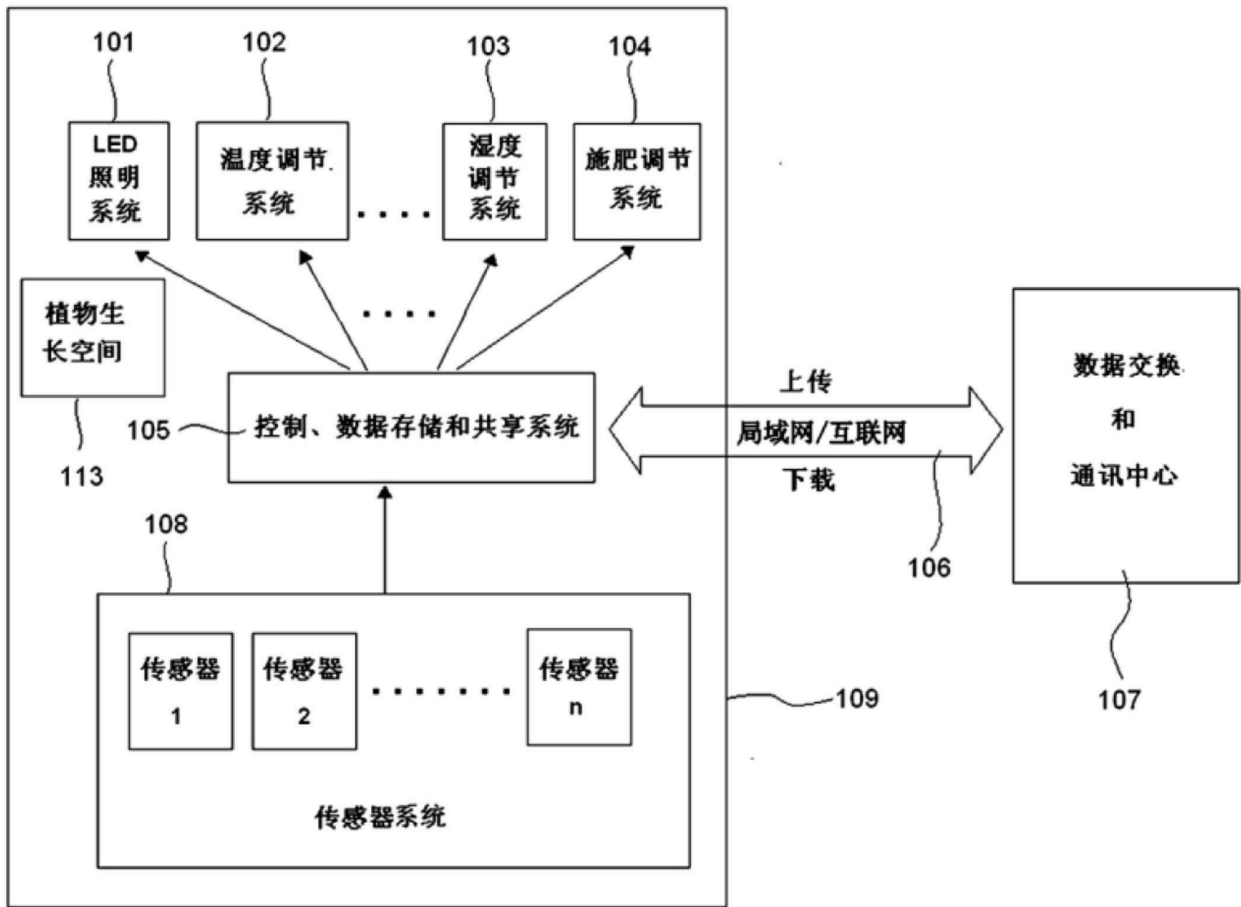 101
102
103
104
LED
照明
系统
温度调节
系统
湿度
调节
系统
施肥调节
系统
植物生
长空间
113
105
控制、数据存储和共享系统
上传
局域网/互联网
下载
106
数据交换
和
通讯中心
107
108
传感器
1
传感器
2
传感器
n
传感器系统
109